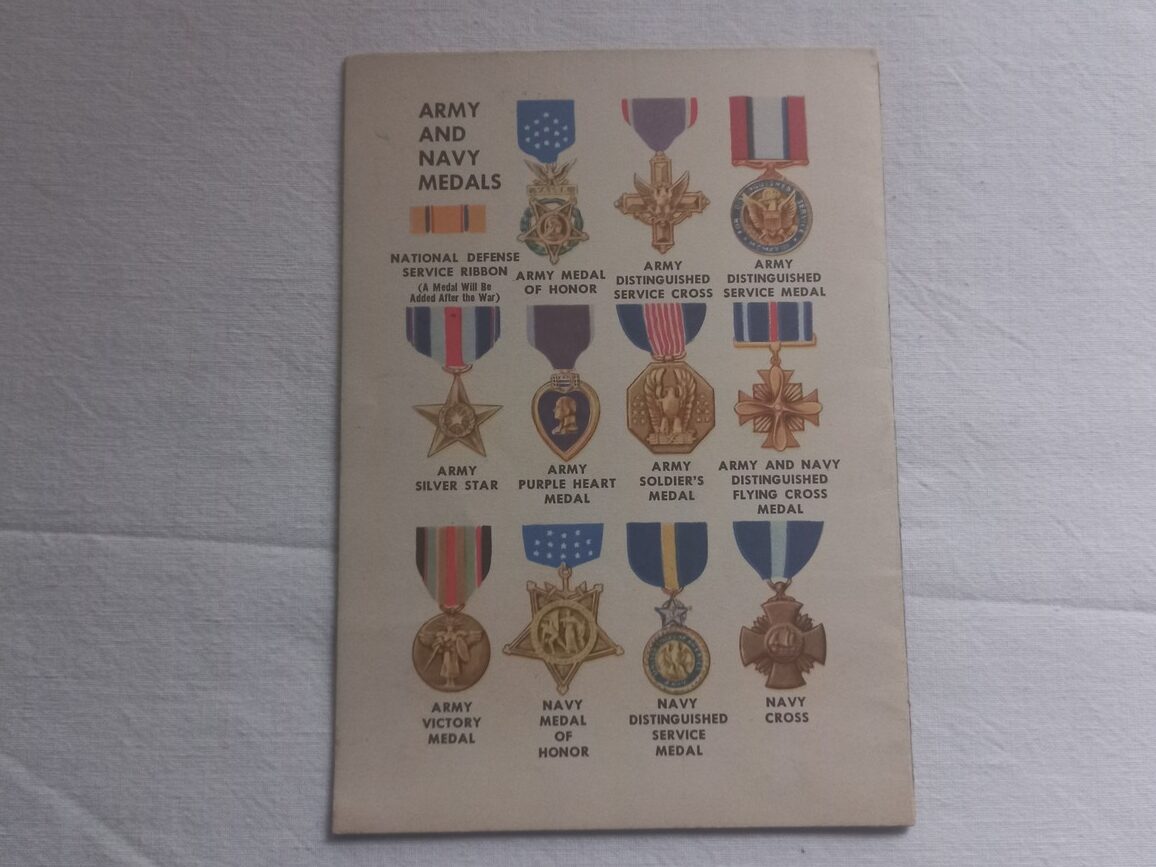 ARMY
AND
NAVY
MEDALS
NATIONAL DEFENSE
SERVICE RIBBON
(A Medal Will Be
Added After the War)
ARMY MEDAL
OF HONOR
ARMY
DISTINGUISHED
SERVICE CROSS
ARMY
DISTINGUISHED
SERVICE MEDAL
ARMY
SILVER STAR
ARMY
PURPLE HEART
MEDAL
ARMY
SOLDIER'S
MEDAL
ARMY AND NAVY
DISTINGUISHED
FLYING CROSS
MEDAL
ARMY
VICTORY
MEDAL
NAVY
MEDAL
OF
HONOR
NAVY
DISTINGUISHED
SERVICE
MEDAL
NAVY
CROSS